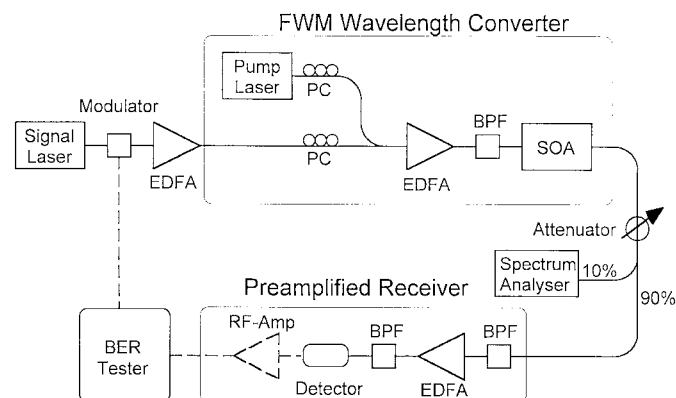 FWM Wavelength Converter
Pump
Laser
PC
Modulator
Signal
Laser
EDFA
PC
EDFA
BPF
SOA
Attenuator
Spectrum
Analyser
10%
90%
Preamplified Receiver
RF-Amp
BER
Tester
Detector
BPF
EDFA
BPF